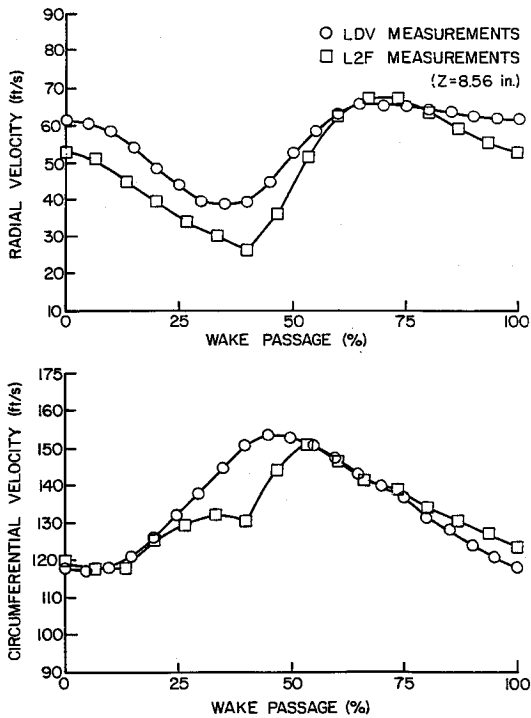 ○ LDV MEASUREMENTS
□ L2F MEASUREMENTS
(Z=8.56 in.)
RADIAL VELOCITY (ft/s)
90
80
70
60
50
40
30
20
10
0 25 50 75 100
WAKE PASSAGE (%)
CIRCUMFERENTIAL VELOCITY (ft/s)
175
150
140
130
120
110
100
90
0 25 50 75 100
WAKE PASSAGE (%)